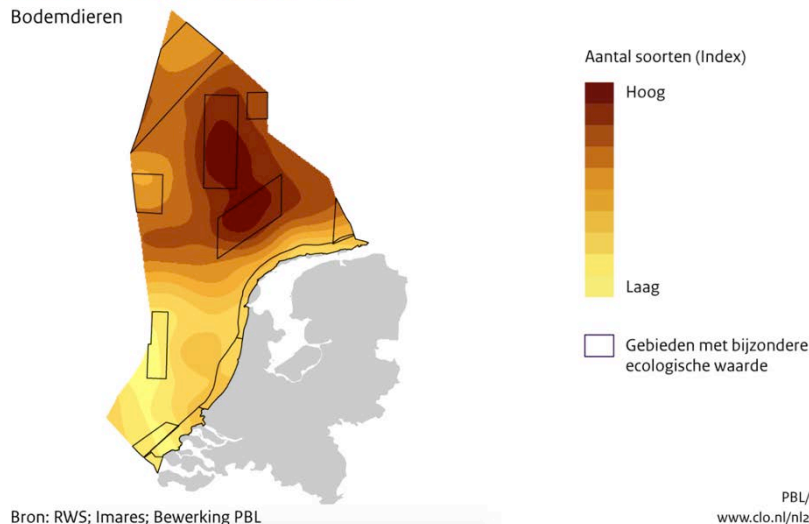 Bodemdieren
Aantal soorten (Index)
Hoog
Laag
Gebieden met bijzondere
ecologische waarde
Bron: RWS; Imares; Bewerking PBL
PBL/
www.clo.nl/nl2